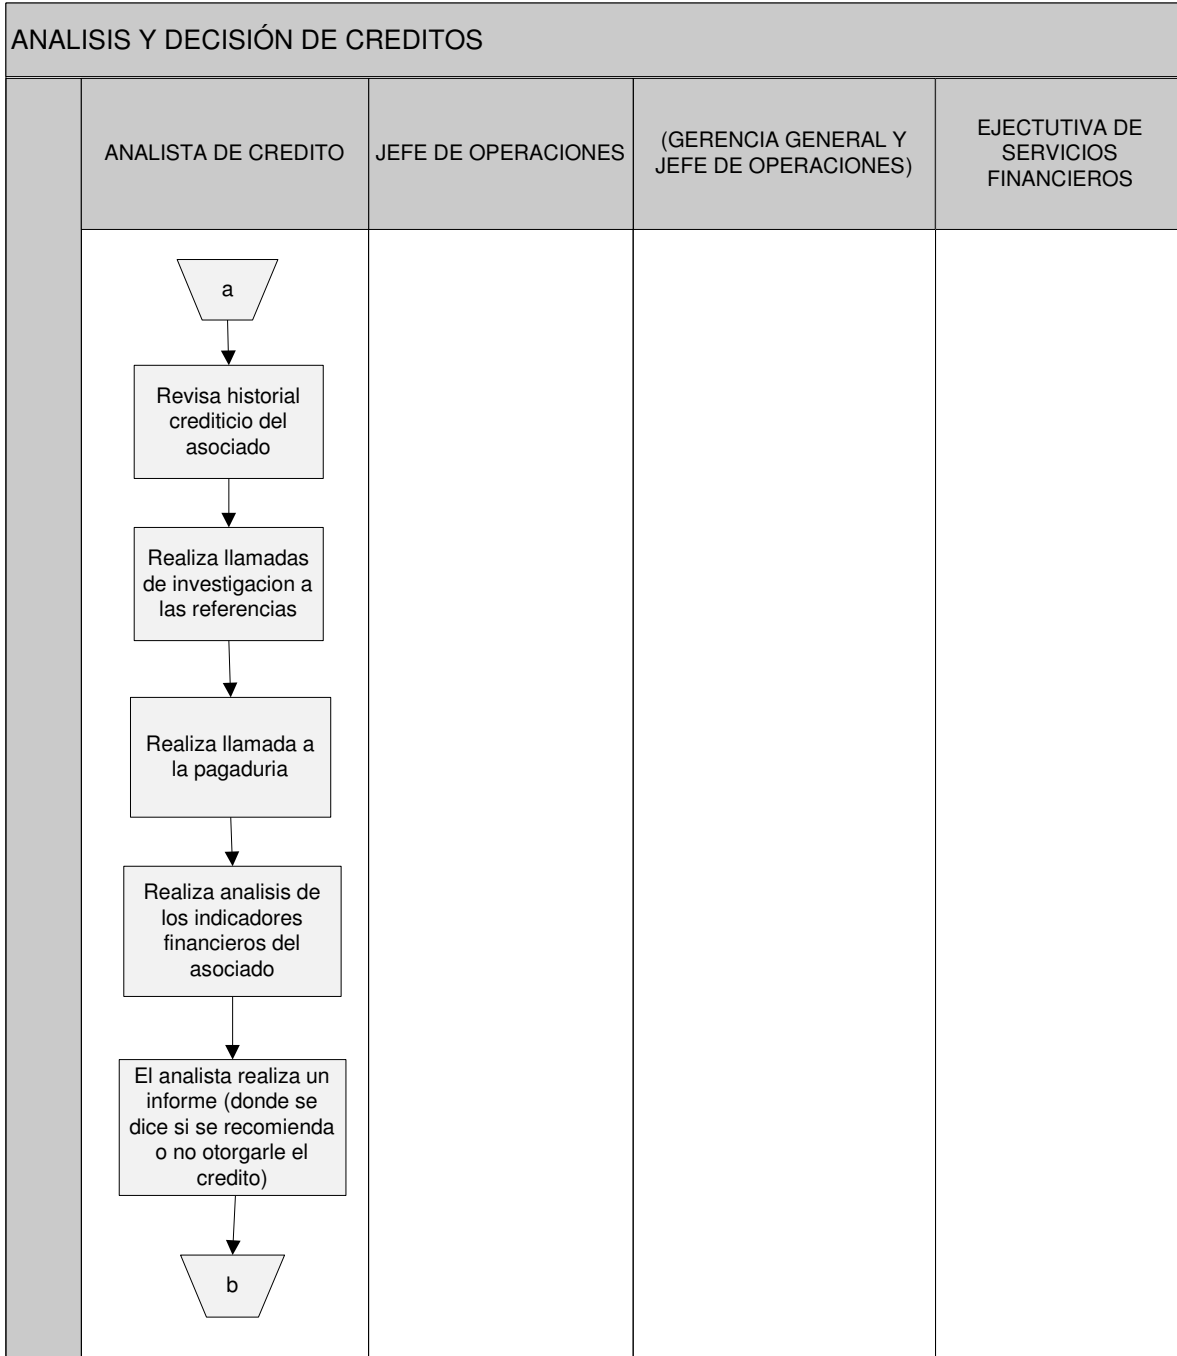 ANALISIS Y DECISIÓN DE CREDITOS
ANALISTA DE CREDITO
JEFE DE OPERACIONES
(GERENCIA GENERAL Y
JEFE DE OPERACIONES)
EJECTUTIVA DE
SERVICIOS
FINANCIEROS
a
Revisa historial
crediticio del
asociado
Realiza llamadas
de investigacion a
las referencias
Realiza llamada a
la pagaduria
Realiza analisis de
los indicadores
financieros del
asociado
El analista realiza un
informe (donde se
dice si se recomienda
o no otorgarle el
credito)
b